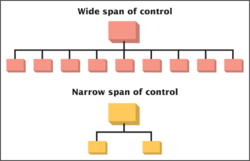 Wide span of control
Narrow span of control